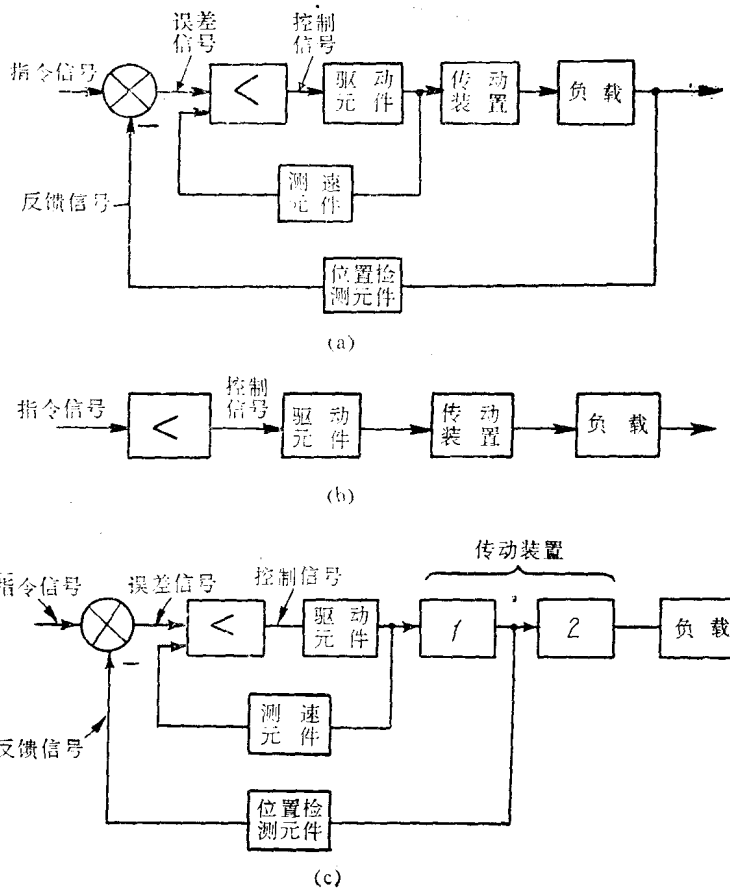 误差
信号
控制
信号
指令信号
<
驱动
元件
传动
装置
负载
−
测速
元件
反馈信号
位置检
测元件
(a)
指令信号
<
控制
信号
驱动
元件
传动
装置
负载
(b)
传动装置
指令信号
误差信号
<
控制信号
驱动
元件
1
2
负载
−
测速
元件
反馈信号
位置检
测元件
(c)